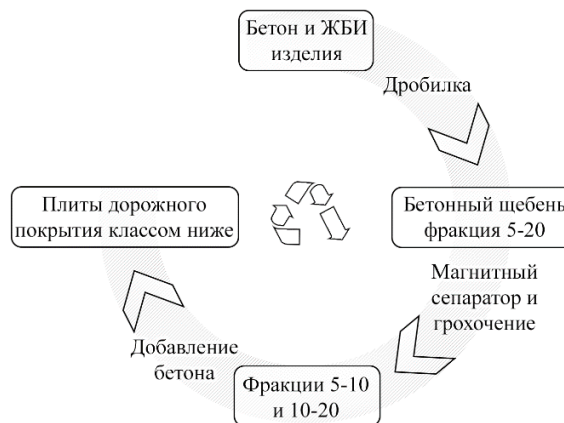 Бетон и ЖБИ
изделия
Дробилка
Бетонный щебень
фракция 5-20
Магнитный
сепаратор и
грохочение
Фракции 5-10
и 10-20
Добавление
бетона
Плиты дорожного
покрытия классом ниже